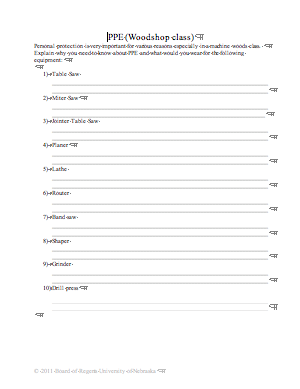 PPE (Woodshop class)
Personal protection is very important for various reasons especially in a machine woods class.
Explain why you need to know about PPE and what would you wear for the following
equipment:
1) Table Saw
2) Miter Saw
3) Jointer Table Saw
4) Planer
5) Lathe
6) Router
7) Band saw
8) Shaper
9) Grinder
10) Drill press
© 2011 Board of Regents University of Nebraska